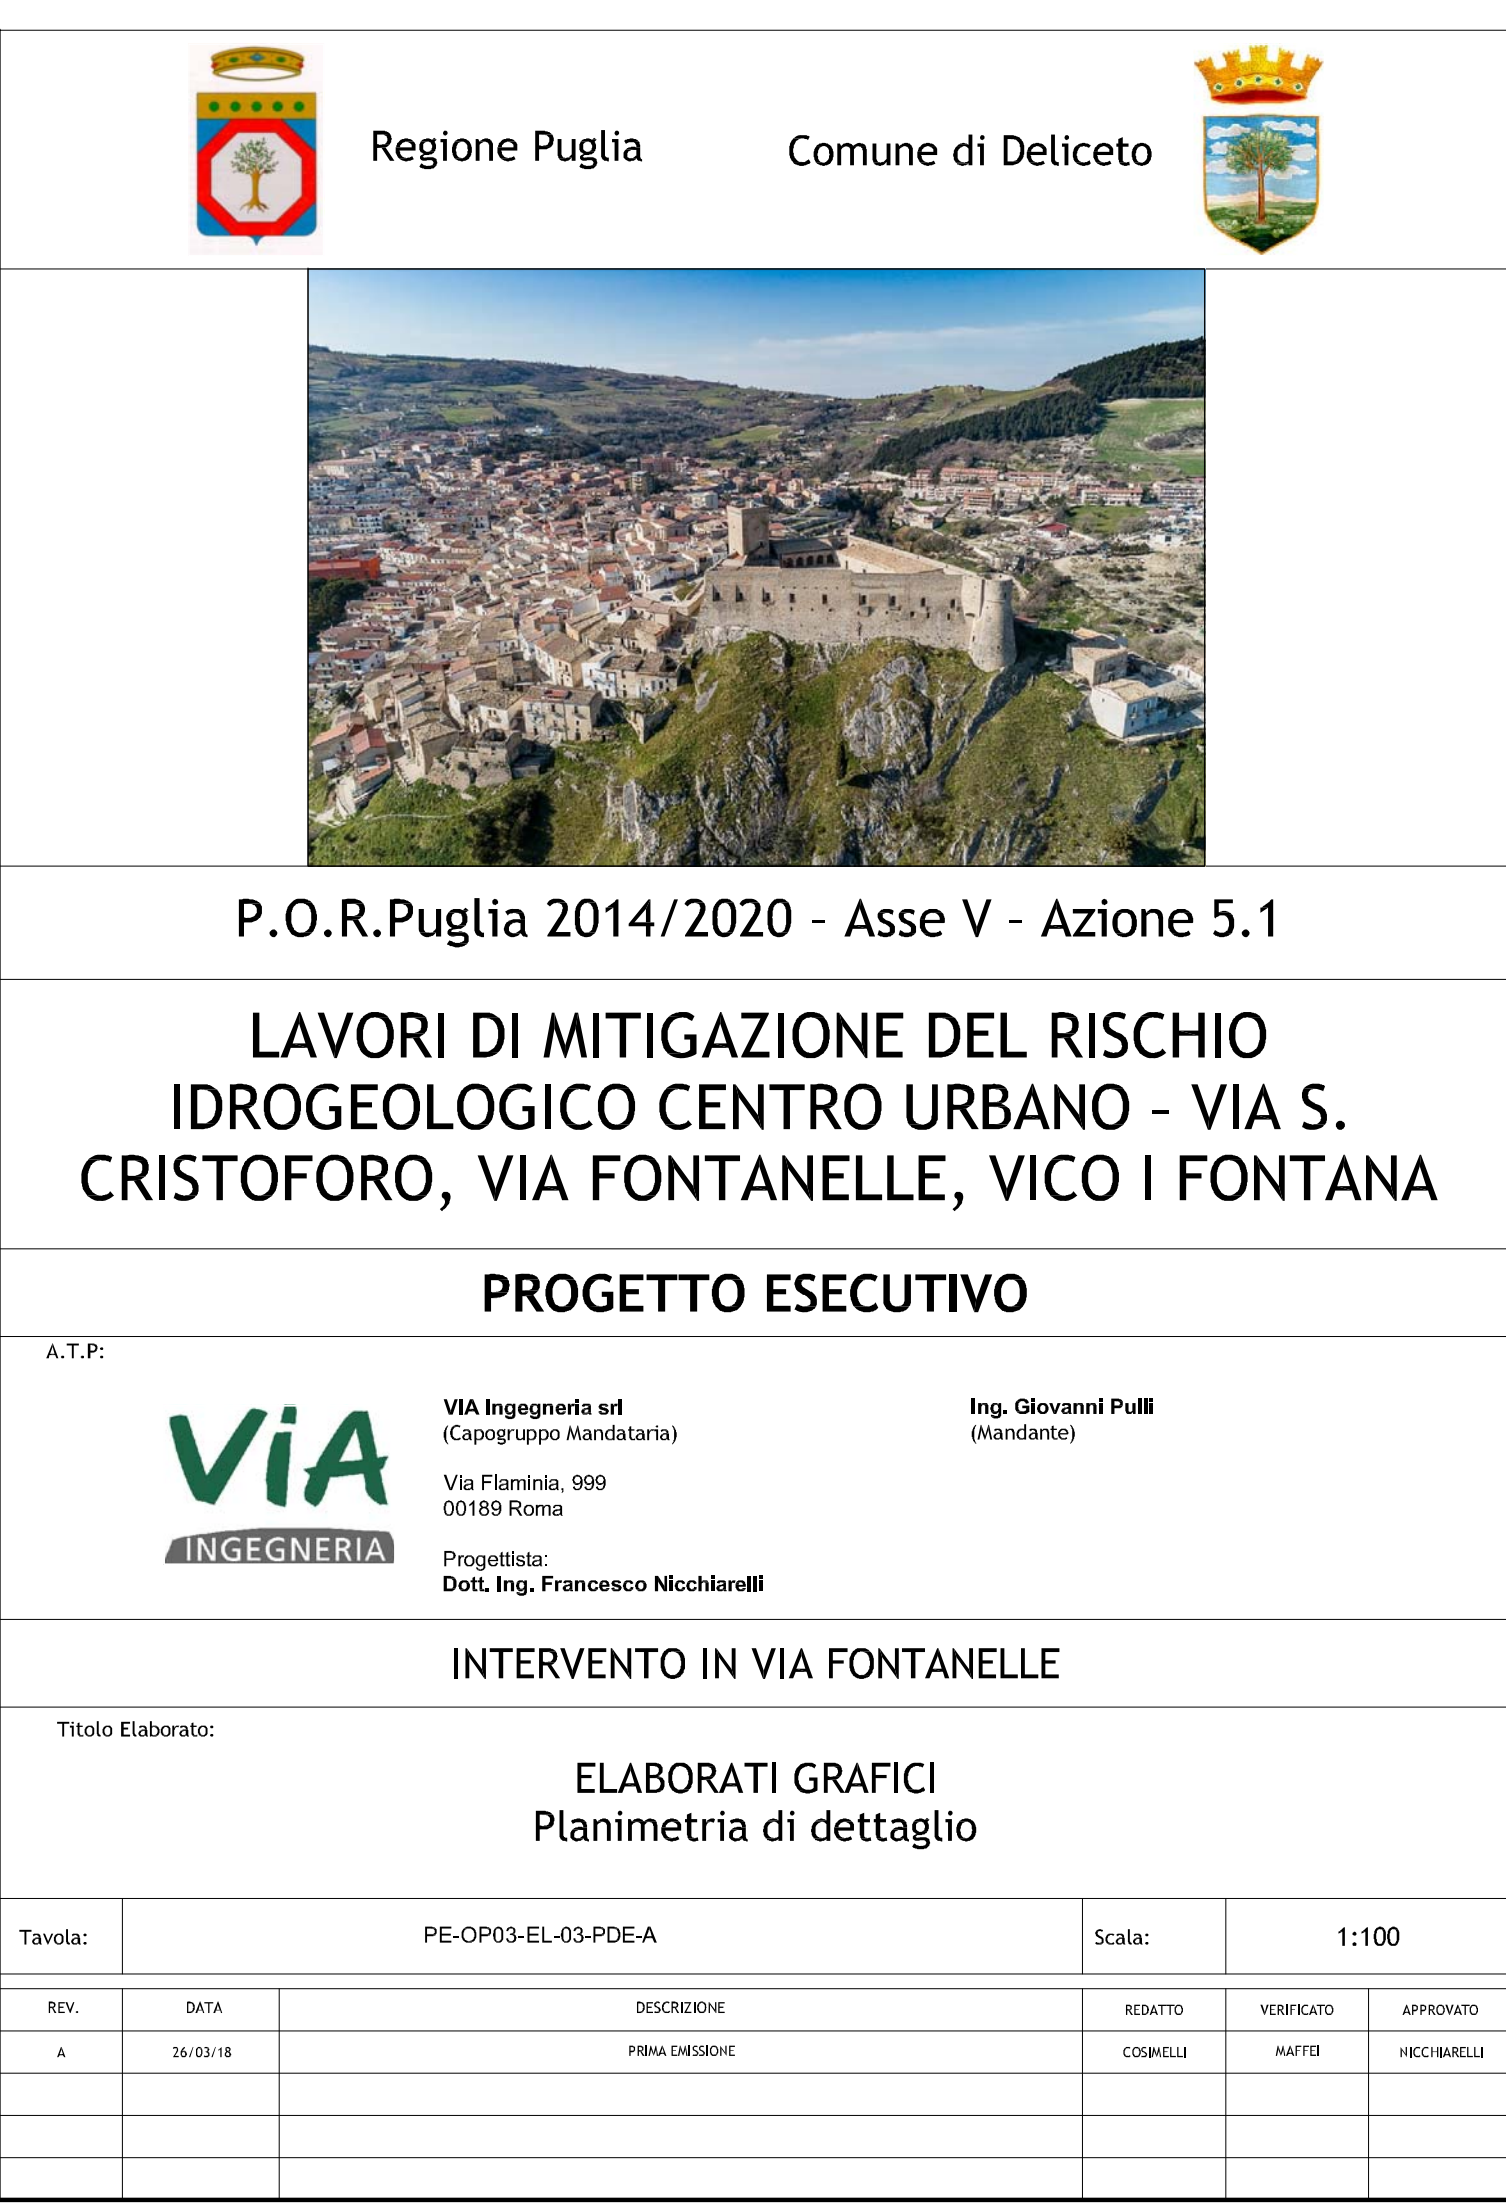 Regione Puglia
Comune di Deliceto
P.O.R.Puglia 2014/2020 – Asse V – Azione 5.1
LAVORI DI MITIGAZIONE DEL RISCHIO
IDROGEOLOGICO CENTRO URBANO – VIA S.
CRISTOFORO, VIA FONTANELLE, VICO I FONTANA
PROGETTO ESECUTIVO
A.T.P:
ViA
INGEGNERIA
VIA Ingegneria srl
(Capogruppo Mandataria)
Via Flaminia, 999
00189 Roma
Progettista:
Dott. Ing. Francesco Nicchiarelli
Ing. Giovanni Pulli
(Mandante)
INTERVENTO IN VIA FONTANELLE
Titolo Elaborato:
ELABORATI GRAFICI
Planimetria di dettaglio
Tavola: PE-OP03-EL-03-PDE-A Scala: 1:100
REV. DATA DESCRIZIONE REDATTO VERIFICATO APPROVATO
A 26/03/18 PRIMA EMISSIONE COSIMELLI MAFFEI NICCHIARELLI